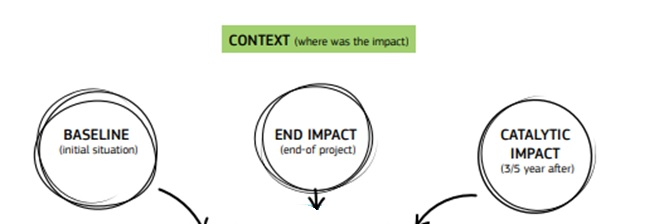 CONTEXT (where was the impact)
BASELINE
(initial situation)
END IMPACT
(end-of project)
CATALYTIC
IMPACT
(3/5 year after)